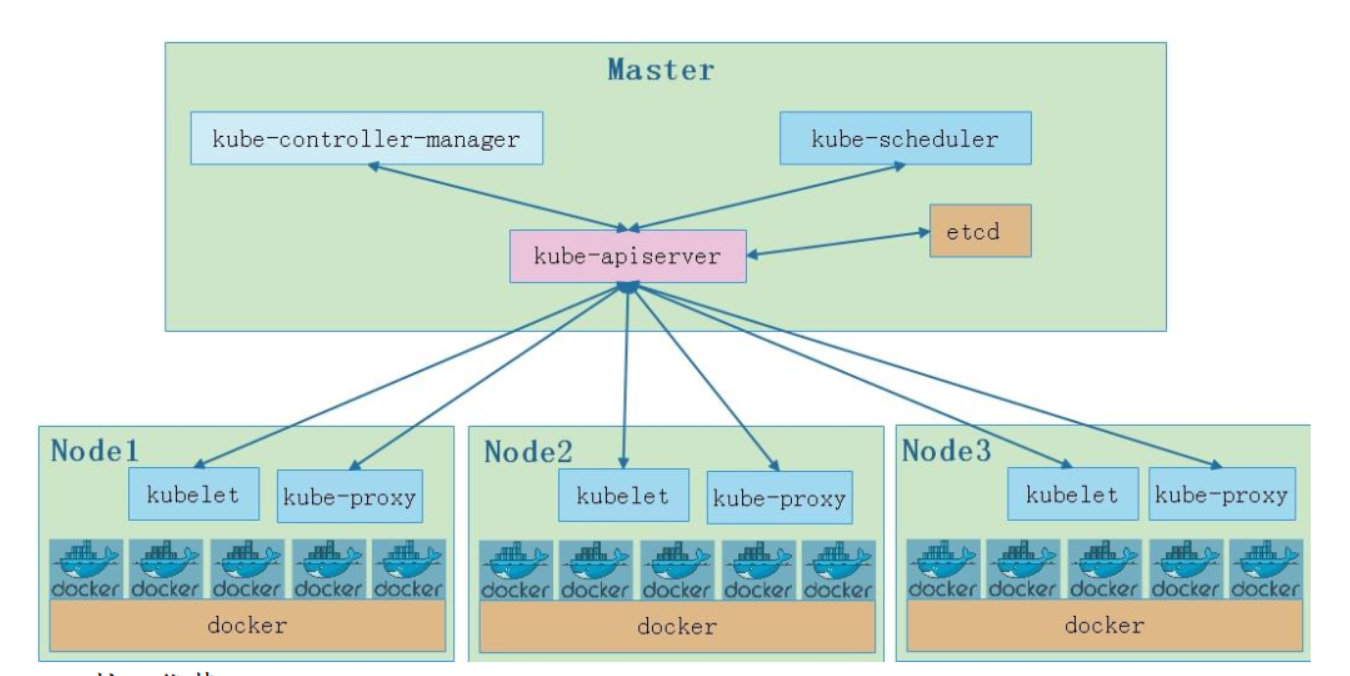 Master
kube-controller-manager
kube-scheduler
etcd
kube-apiserver
Node1
kubelet
kube-proxy
docker docker docker docker docker
docker
Node2
kubelet
kube-proxy
docker docker docker docker docker
docker
Node3
kubelet
kube-proxy
docker docker docker docker docker
docker